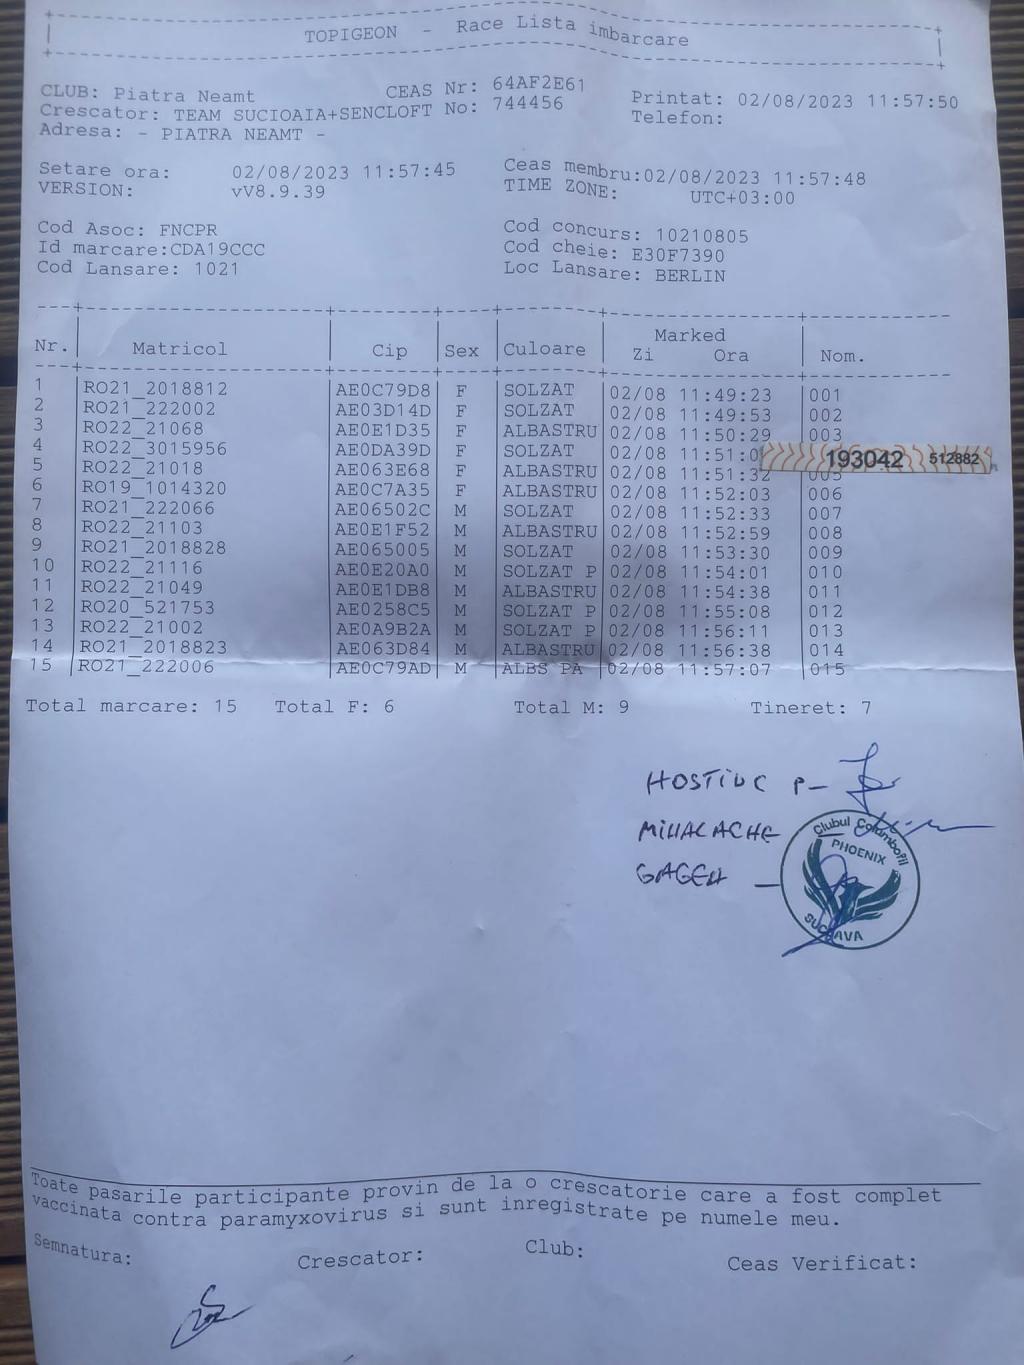 TOPIGEON - Race Lista imbarcare
CLUB: Piatra Neamt CEAS Nr: 64AF2E61 Printat: 02/08/2023 11:57:50
Crescator: TEAM SUCIOAIA+SENCLOFT No: 744456 Telefon:
Adresa: - PIATRA NEAMT -
Setare ora: 02/08/2023 11:57:45 Ceas membru:02/08/2023 11:57:48
VERSION: vV8.9.39 TIME ZONE: UTC+03:00
Cod Asoc: FNCPR Cod concurs: 10210805
Id marcare:CDA19CCC Cod cheie: E30F7390
Cod Lansare: 1021 Loc Lansare: BERLIN
Nr. Matricol Cip Sex Culoare Marked Zi Ora Nom.
1 RO21_2018812 AE0C79D8 F SOLZAT 02/08 11:49:23 001
2 RO21_222002 AE03D14D F SOLZAT 02/08 11:49:53 002
3 RO22_21068 AE0E1D35 F ALBASTRU 02/08 11:50:29 003
4 RO22_3015956 AE0DA39D F SOLZAT 02/08 11:51:0
193042 512882
5 RO22_21018 AE063E68 F ALBASTRU 02/08 11:51:32 005
6 RO19_1014320 AE0C7A35 F ALBASTRU 02/08 11:52:03 006
7 RO21_222066 AE06502C M SOLZAT 02/08 11:52:33 007
8 RO22_21103 AE0E1F52 M ALBASTRU 02/08 11:52:59 008
9 RO21_2018828 AE065005 M SOLZAT 02/08 11:53:30 009
10 RO22_21116 AE0E20A0 M SOLZAT P 02/08 11:54:01 010
11 RO22_21049 AE0E1DB8 M ALBASTRU 02/08 11:54:38 011
12 RO20_521753 AE0258C5 M SOLZAT P 02/08 11:55:08 012
13 RO22_21002 AE0A9B2A M SOLZAT P 02/08 11:56:11 013
14 RO21_2018823 AE063D84 M ALBASTRU 02/08 11:56:38 014
15 RO21_222006 AE0C79AD M ALBS PA 02/08 11:57:07 015
Total marcare: 15 Total F: 6 Total M: 9 Tineret: 7
HOSTIUC P-
MIHALACHE
Clubul Columbofil
PHOENIX
SUCEAVA
Toate pasarile participante provin de la o crescatorie care a fost complet
vaccinata contra paramyxovirus si sunt inregistrate pe numele meu.
Semnatura: Crescator: Club: Ceas Verificat: